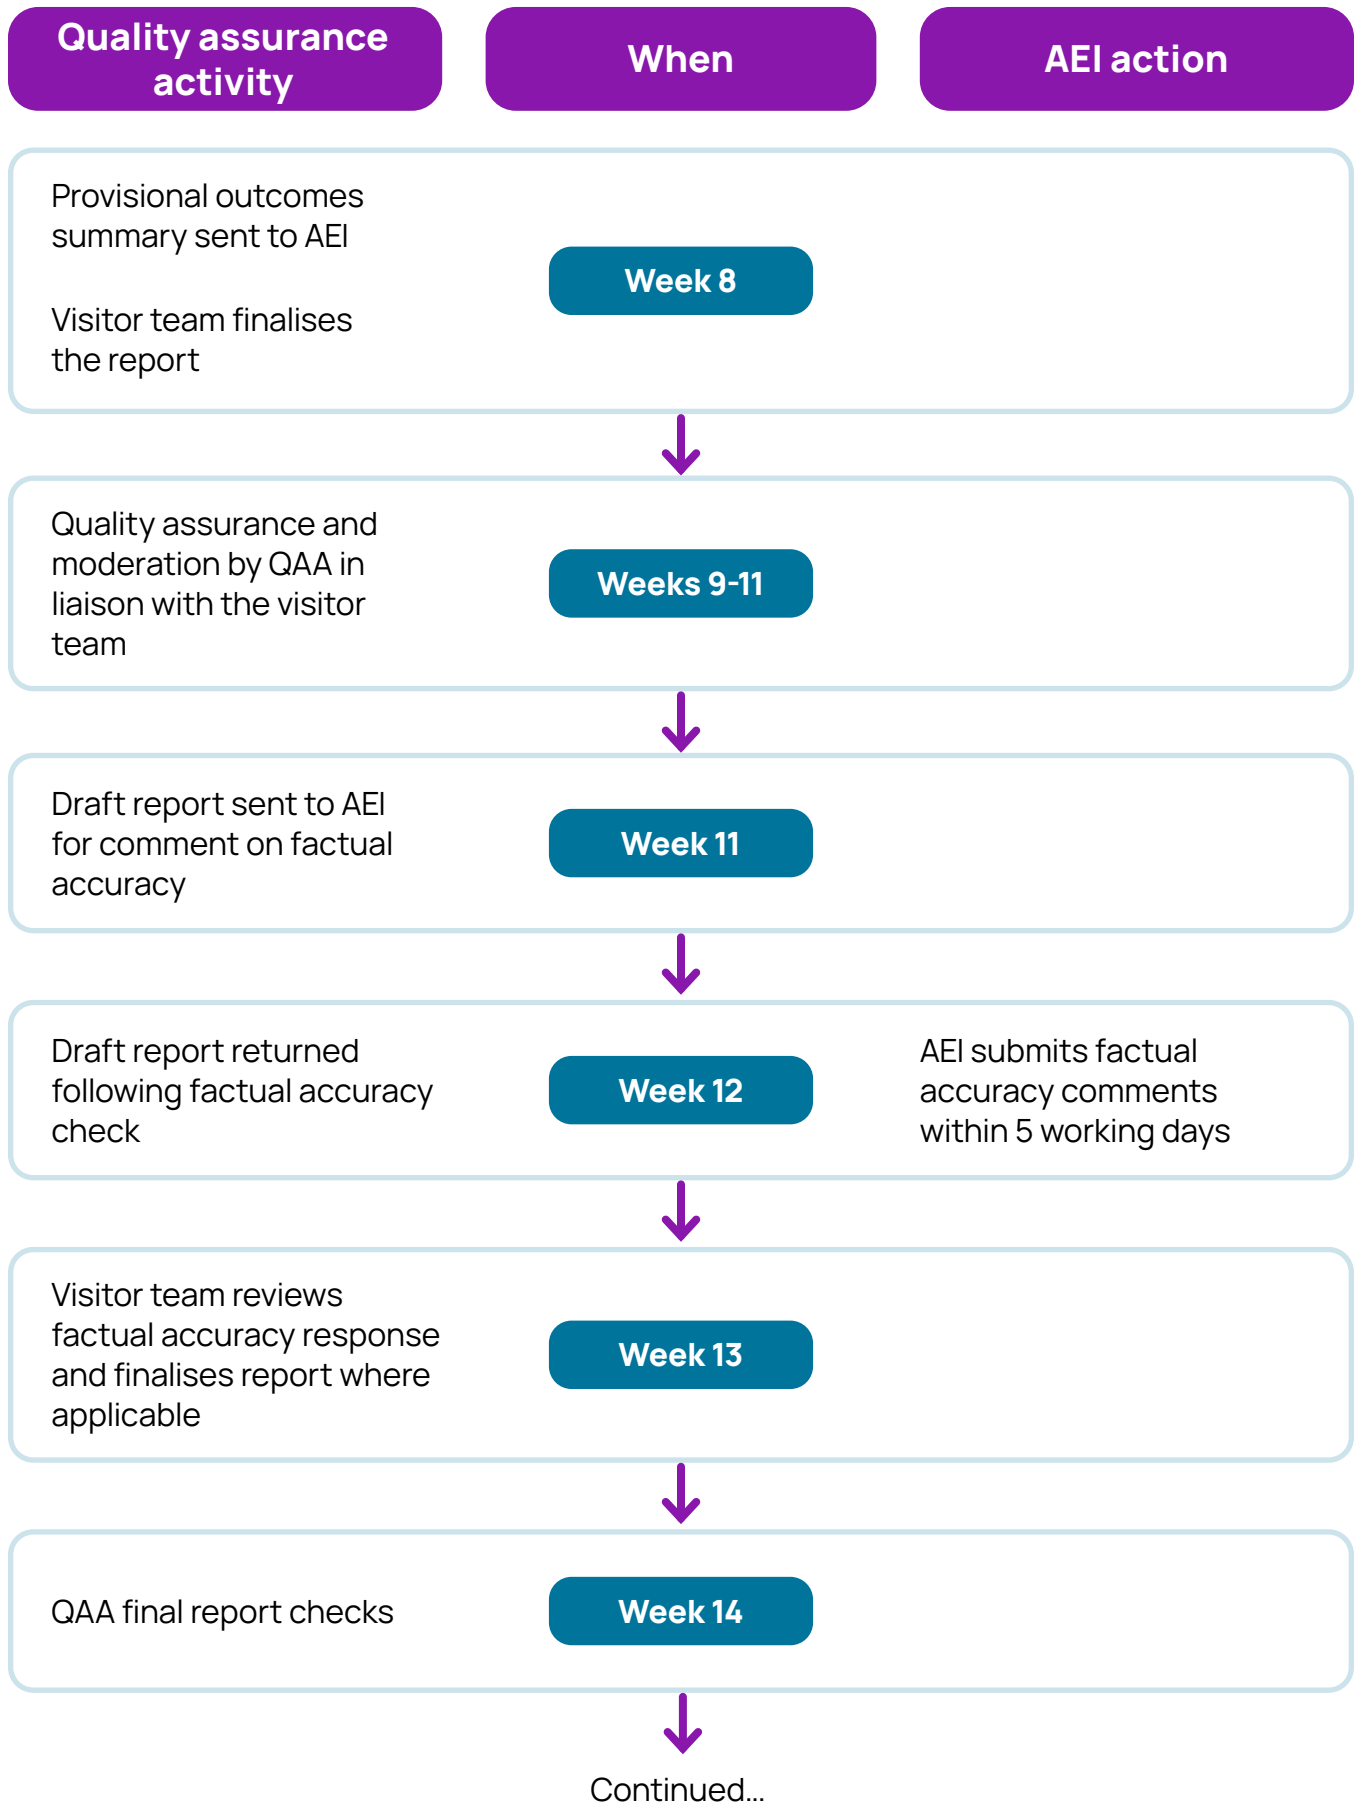 Quality assurance
activity
When
AEI action
Provisional outcomes
summary sent to AEI
Visitor team finalises
the report
Week 8
Quality assurance and
moderation by QAA in
liaison with the visitor
team
Weeks 9-11
Draft report sent to AEI
for comment on factual
accuracy
Week 11
Draft report returned
following factual accuracy
check
Week 12
AEI submits factual
accuracy comments
within 5 working days
Visitor team reviews
factual accuracy response
and finalises report where
applicable
Week 13
QAA final report checks
Week 14
Continued...